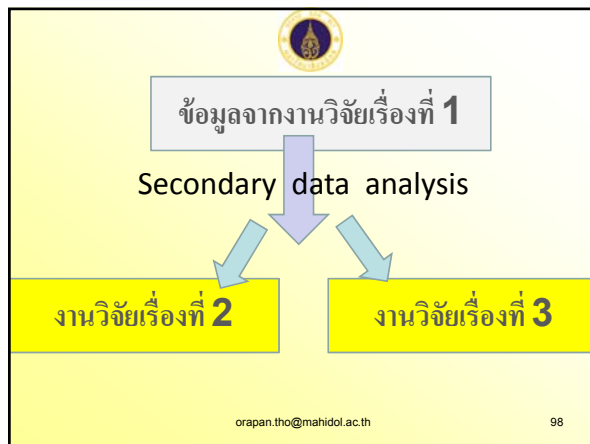 ข้อมูลจากงานวิจัยเรื่องที่ 1
Secondary data analysis
งานวิจัยเรื่องที่ 2
งานวิจัยเรื่องที่ 3
orapan.tho@mahidol.ac.th
98